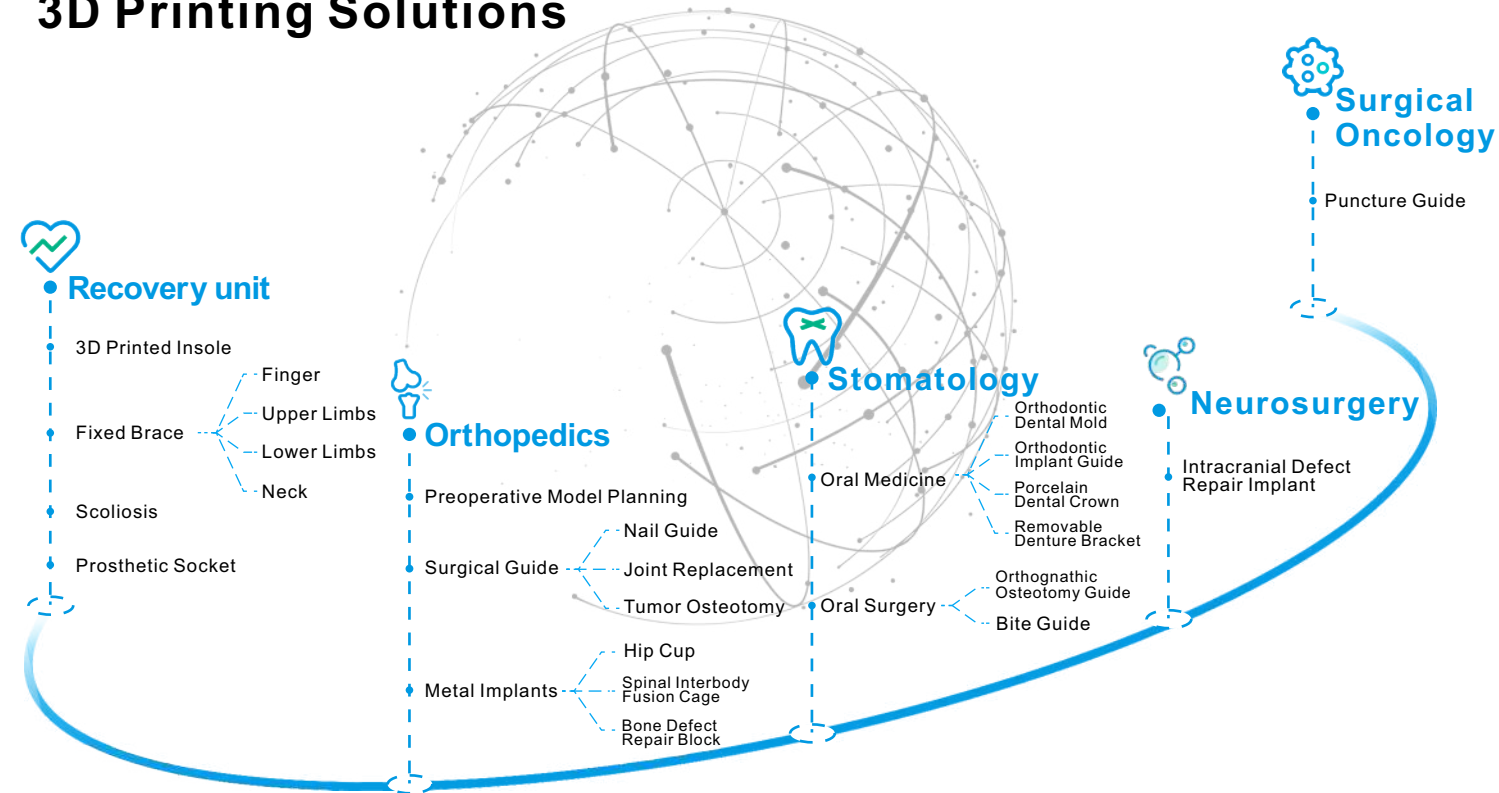 3D Printing Solutions
Surgical
Oncology
Puncture Guide
Recovery unit
3D Printed Insole
Fixed Brace
Finger
Upper Limbs
Lower Limbs
Neck
Scoliosis
Prosthetic Socket
Orthopedics
Preoperative Model Planning
Surgical Guide
Nail Guide
Joint Replacement
Tumor Osteotomy
Metal Implants
Hip Cup
Spinal Interbody
Fusion Cage
Bone Defect
Repair Block
Stomatology
Oral Medicine
Orthodontic
Dental Mold
Orthodontic
Implant Guide
Porcelain
Dental Crown
Removable
Denture Bracket
Oral Surgery
Orthognathic
Osteotomy Guide
Bite Guide
Neurosurgery
Intracranial Defect
Repair Implant